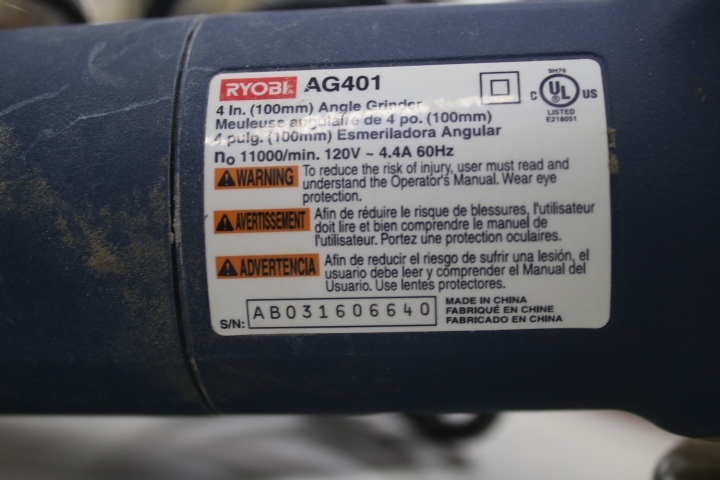 RYOBI AG401
4 In. (100mm) Angle Grinder
Meuleuse angulaire de 4 po. (100mm)
4 pulg. (100mm) Esmeriladora Angular
no 11000/min. 120V ~ 4.4A 60Hz
9H76
C UL US
LISTED
E218051
WARNING To reduce the risk of injury, user must read and
understand the Operator's Manual. Wear eye
protection.
AVERTISSEMENT Afin de réduire le risque de blessures, l'utilisateur
doit lire et bien comprendre le manuel de
l'utilisateur. Portez une protection oculaires.
ADVERTENCIA Afin de reducir el riesgo de sufrir una lesión, el
usuario debe leer y comprender el Manual del
Usuario. Use lentes protectores.
S/N: AB031606640
MADE IN CHINA
FABRIQUÉ EN CHINE
FABRICADO EN CHINA